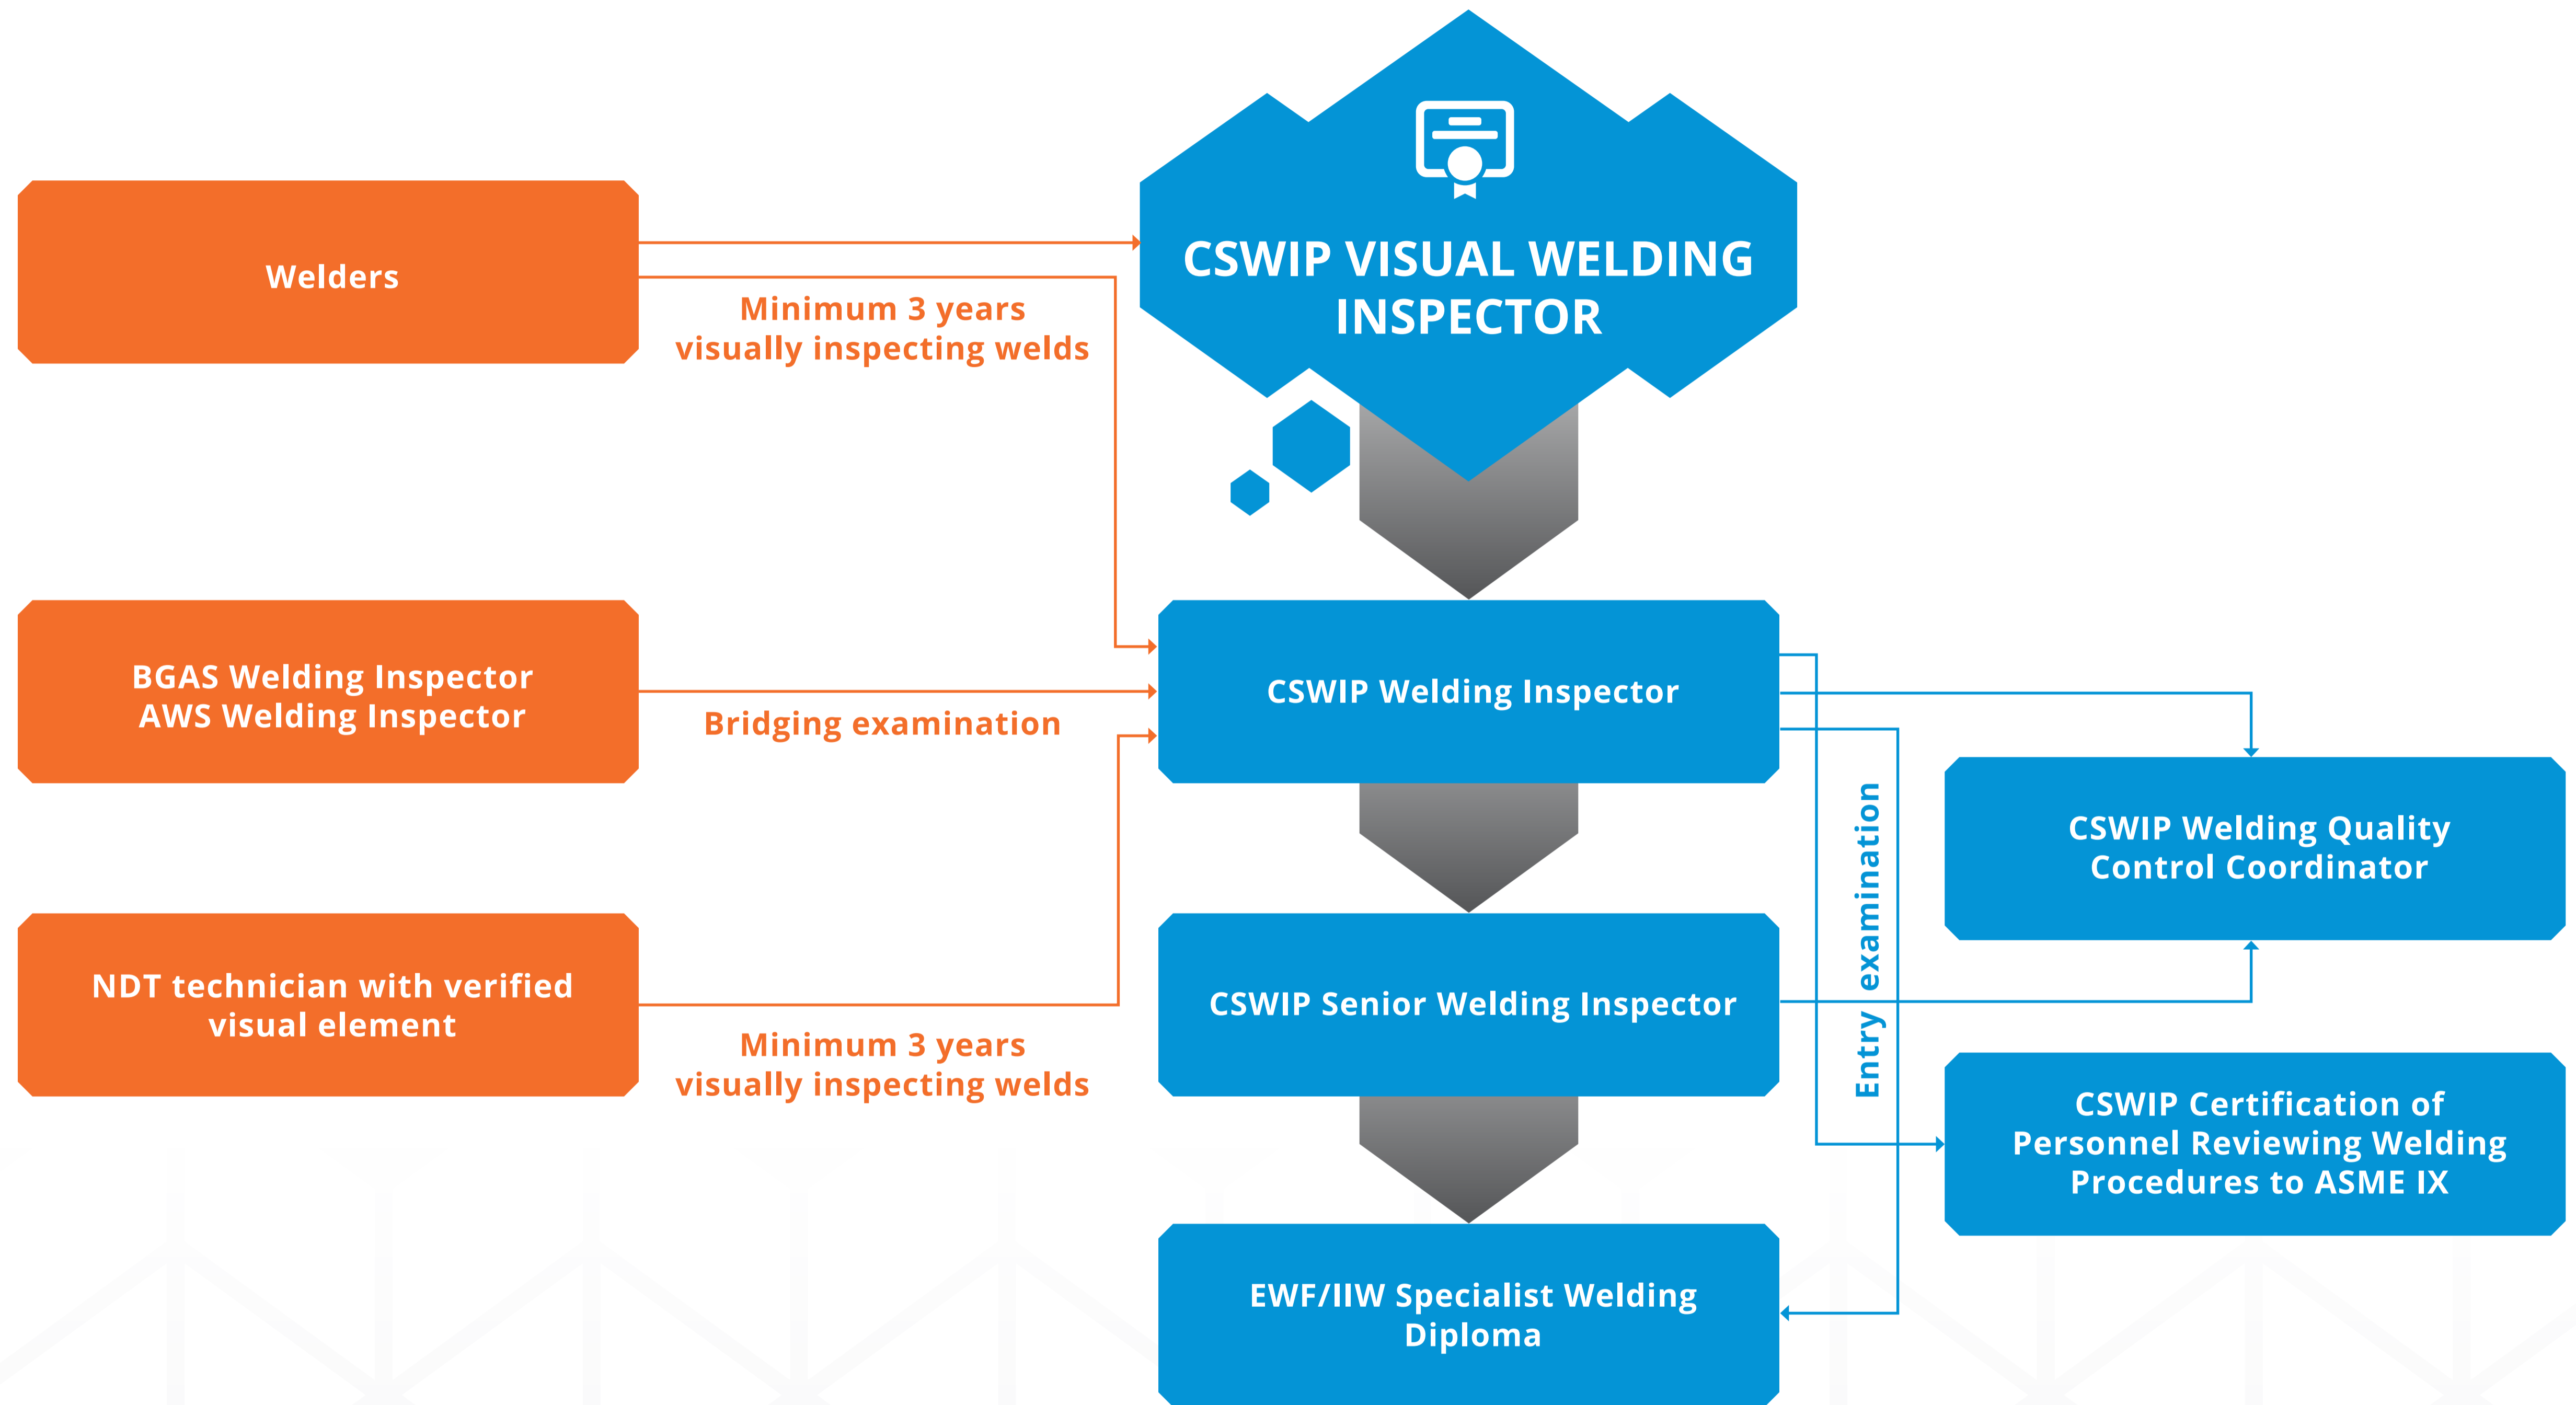 CSWIP VISUAL WELDING
INSPECTOR
Welders
Minimum 3 years
visually inspecting welds
BGAS Welding Inspector
AWS Welding Inspector
Bridging examination
CSWIP Welding Inspector
CSWIP Welding Quality
Control Coordinator
Entry examination
NDT technician with verified
visual element
Minimum 3 years
visually inspecting welds
CSWIP Senior Welding Inspector
CSWIP Certification of
Personnel Reviewing Welding
Procedures to ASME IX
EWF/IIW Specialist Welding
Diploma